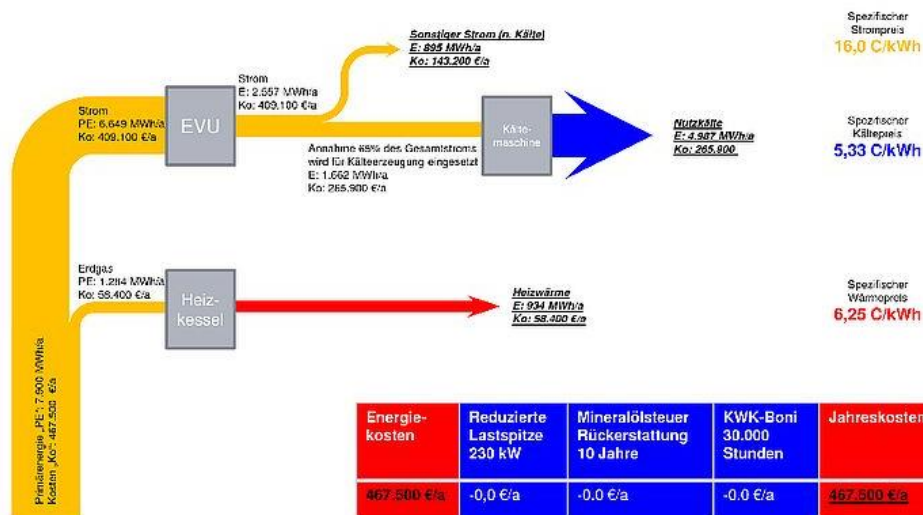 Sonstiger Strom (n. Kälte)
E: 895 MWh/a
Ko: 143.200 €/a
Spezifischer
Strompreis
16,0 C/kWh
Strom
E: 2.557 MWh/a
Ko: 409.100 €/a
Strom
PE: 6.649 MWh/a
Ko: 409.100 €/a
EVU
Kälte-
maschine
Annahme 65% des Gesamtstroms
wird für Kälteerzeugung eingesetzt
E: 1.662 MWh/a
Ko: 265.900 €/a
Nutzkälte
E: 4.987 MWh/a
Ko: 265.900
Spezifischer
Kältepreis
5,33 C/kWh
Erdgas
PE: 1.284 MWh/a
Ko: 58.400 €/a
Heiz-
kessel
Heizwärme
E: 934 MWh/a
Ko: 58.400 €/a
Spezifischer
Wärmepreis
6,25 C/kWh
Primärenergie „PE“: 7.900 MWh/a
Kosten „Ko“: 467.500 €/a
Energie-
kosten
Reduzierte
Lastspitze
230 kW
Mineralölsteuer
Rückerstattung
10 Jahre
KWK-Boni
30.000
Stunden
Jahreskosten
467.500 €/a
-0,0 €/a
-0.0 €/a
-0.0 €/a
467.500 €/a